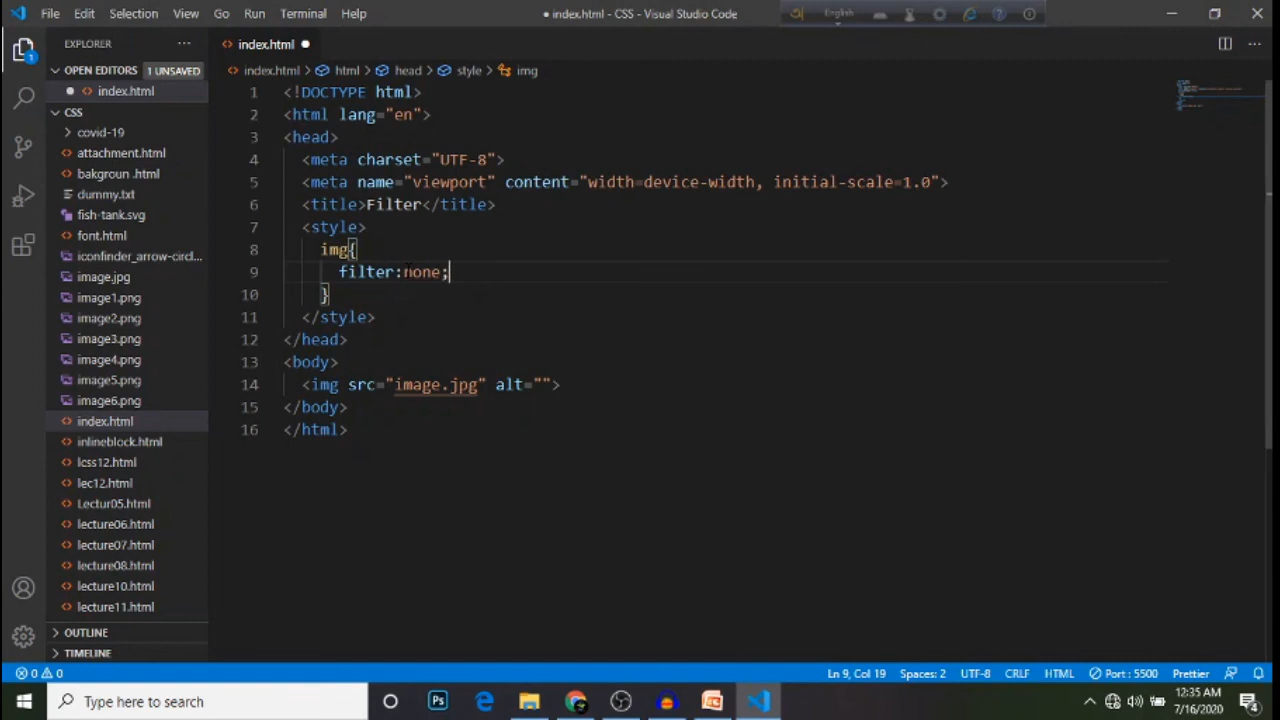 File Edit Selection View Go Run Terminal Help
● index.html - CSS - Visual Studio Code
English
EXPLORER
OPEN EDITORS 1 UNSAVED
index.html
CSS
covid-19
attachment.html
bakgroun .html
dummy.txt
fish-tank.svg
font.html
iconfinder_arrow-circl...
image.jpg
image1.png
image2.png
image3.png
image4.png
image5.png
image6.png
index.html
inlineblock.html
lcss12.html
lec12.html
Lectur05.html
lecture06.html
lecture07.html
lecture08.html
lecture10.html
lecture11.html
OUTLINE
TIMELINE
index.html
index.html > html > head > style > img
1 <!DOCTYPE html>
2 <html lang="en">
3 <head>
4 <meta charset="UTF-8">
5 <meta name="viewport" content="width=device-width, initial-scale=1.0">
6 <title>Filter</title>
7 <style>
8 img{
9 filter:none;
10 }
11 </style>
12 </head>
13 <body>
14 <img src="image.jpg" alt="">
15 </body>
16 </html>
0 0
Ln 9, Col 19 Spaces: 2 UTF-8 CRLF HTML Port : 5500 Prettier
Type here to search
Ps
12:35 AM
7/16/2020
4